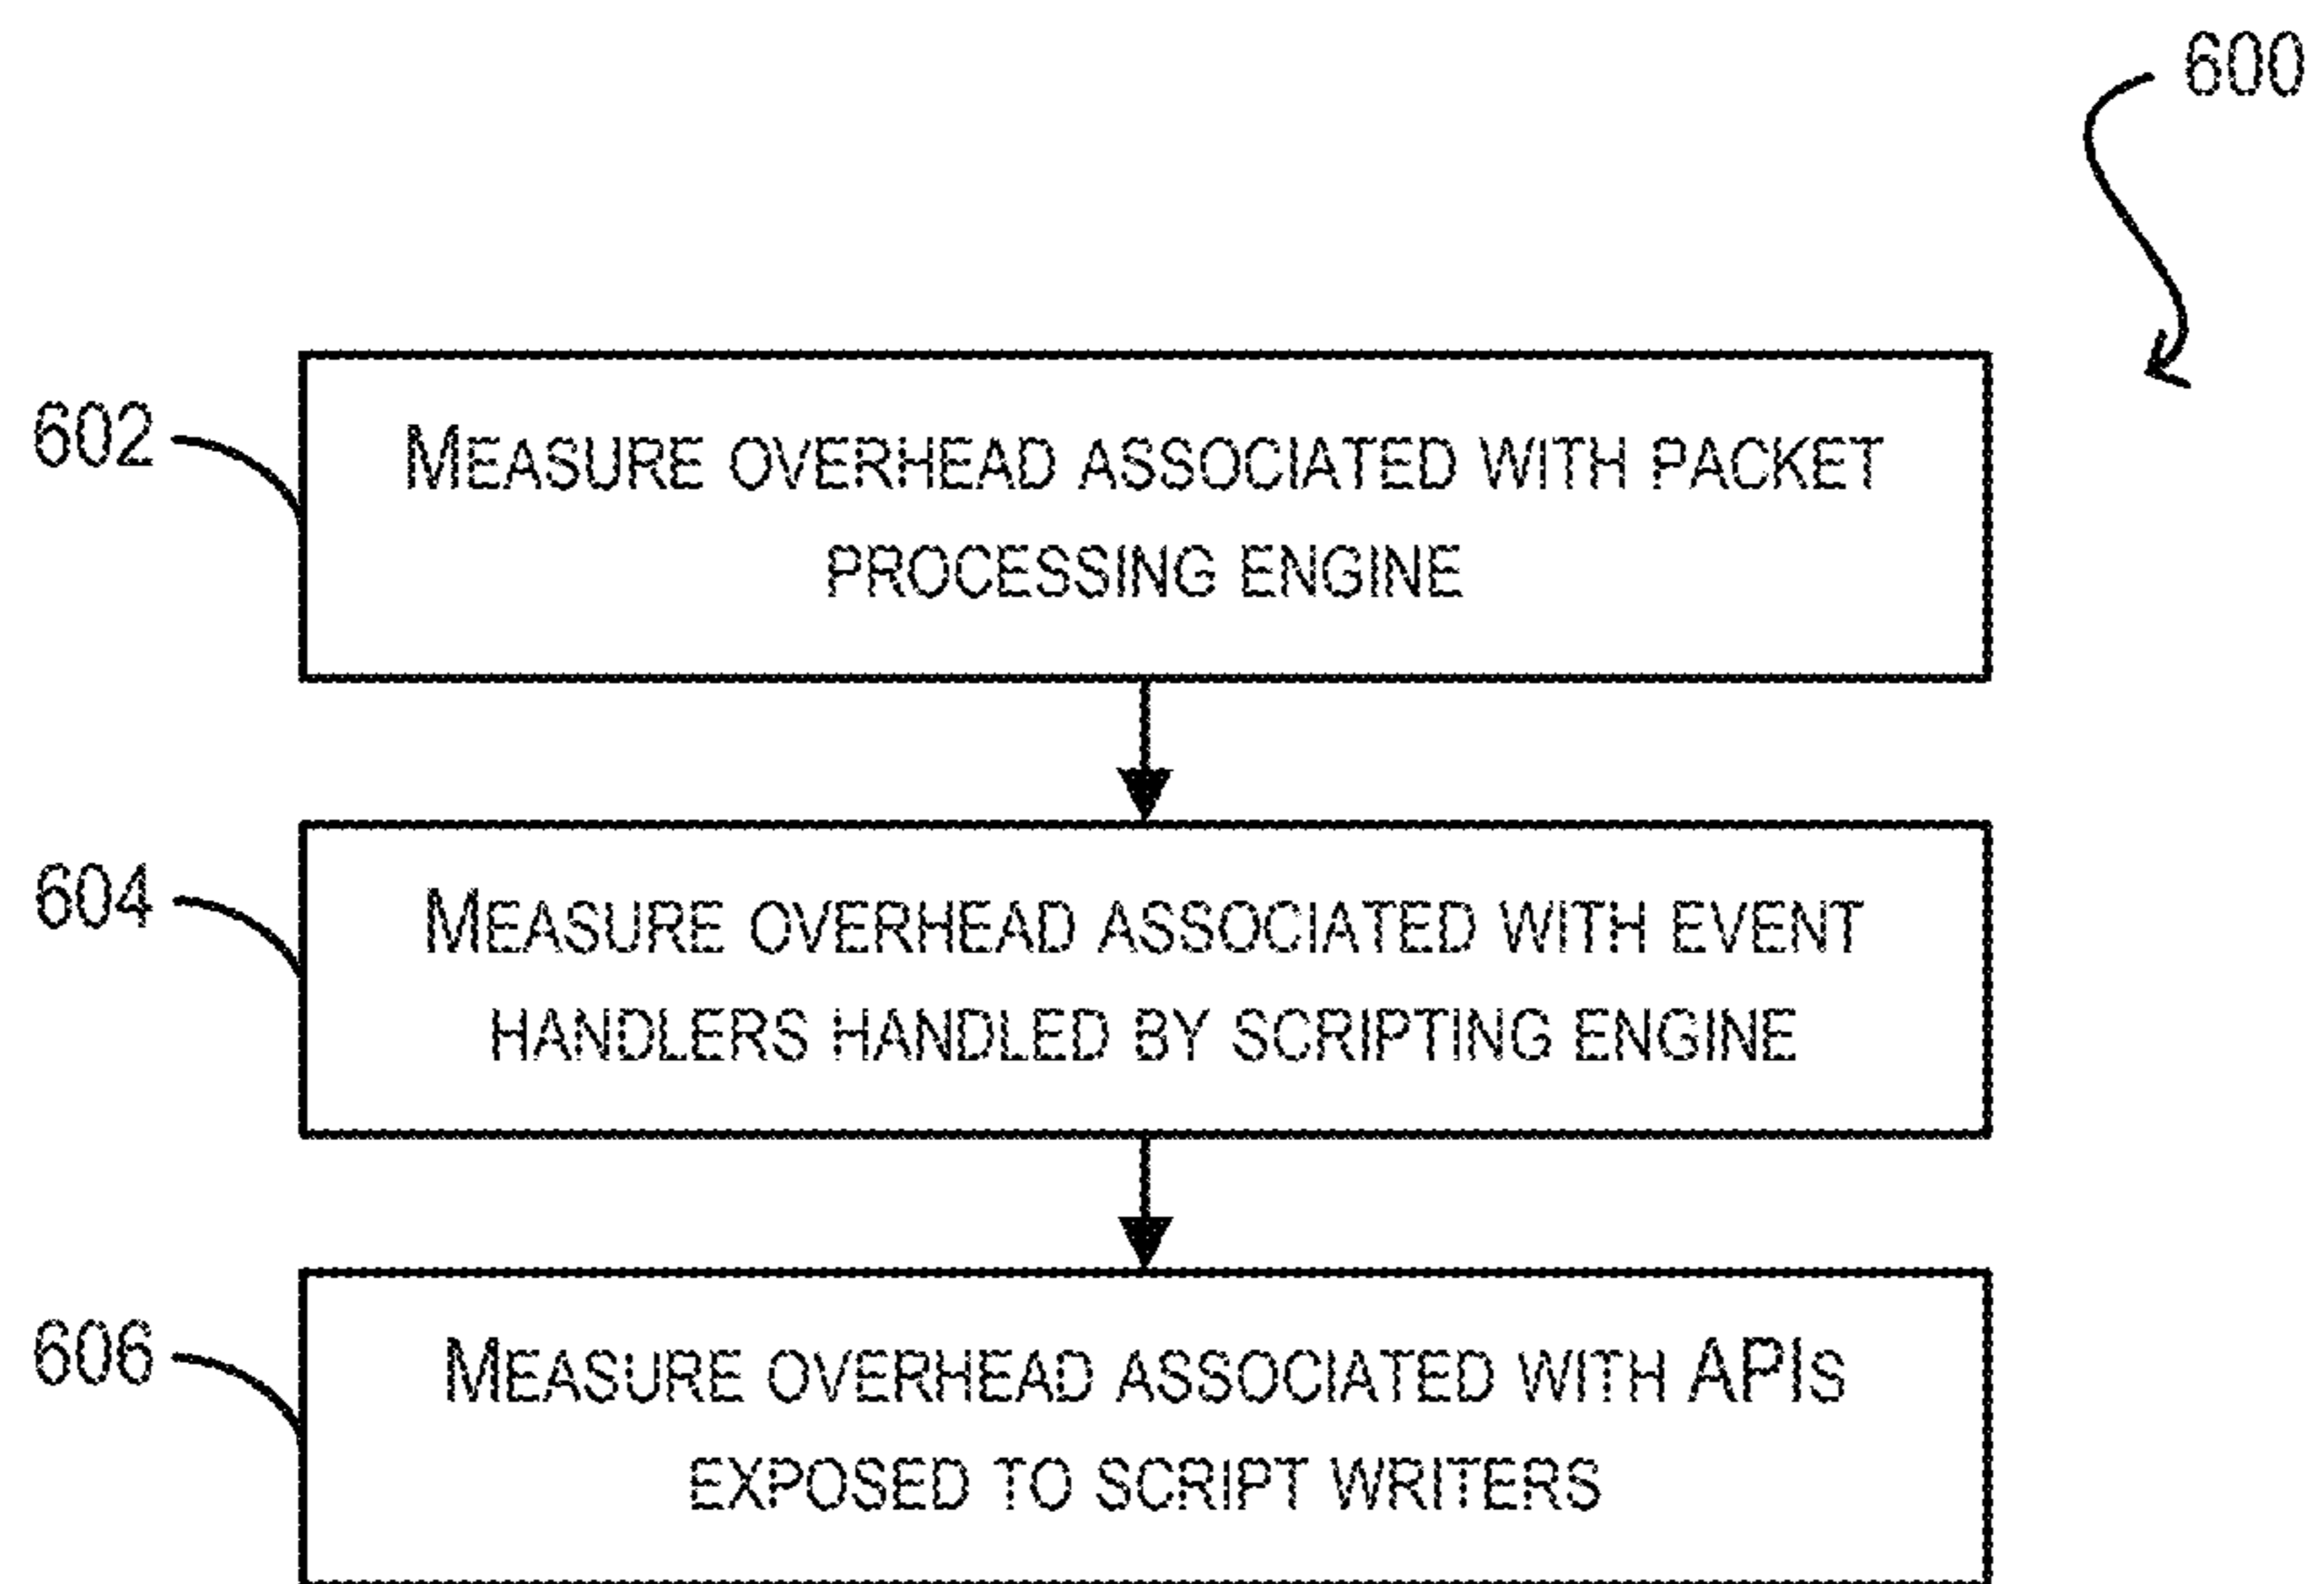 600
602
MEASURE OVERHEAD ASSOCIATED WITH PACKET
PROCESSING ENGINE
604
MEASURE OVERHEAD ASSOCIATED WITH EVENT
HANDLERS HANDLED BY SCRIPTING ENGINE
606
MEASURE OVERHEAD ASSOCIATED WITH APIS
EXPOSED TO SCRIPT WRITERS